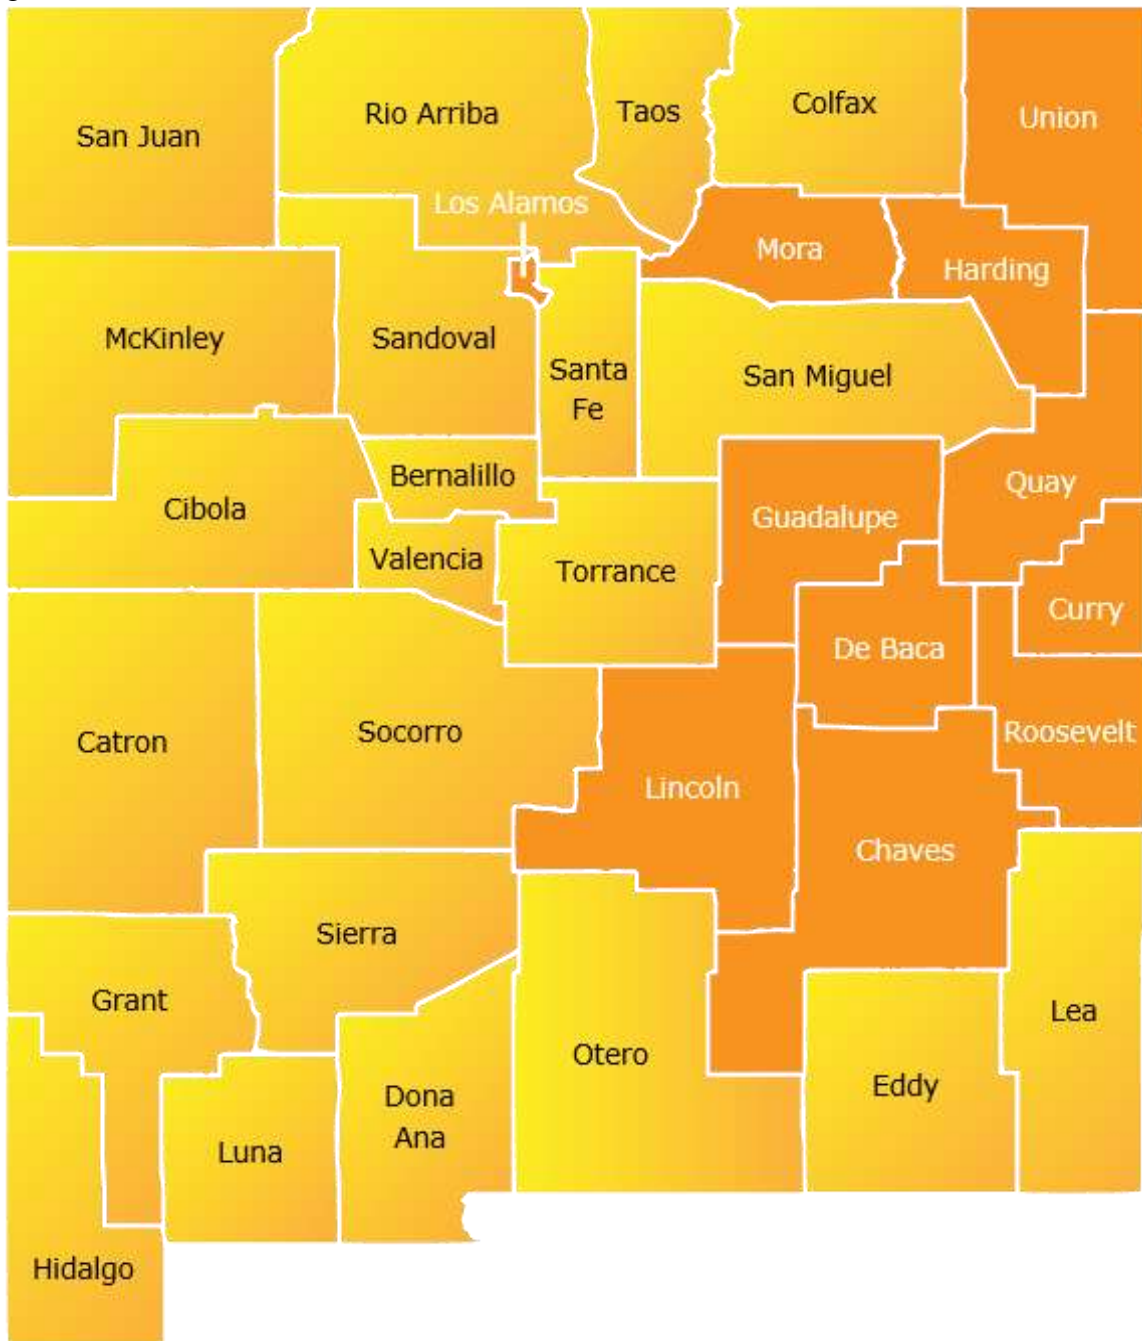 San Juan
Rio Arriba
Taos
Colfax
Union
Los Alamos
Mora
Harding
McKinley
Sandoval
Santa
Fe
San Miguel
Bernalillo
Quay
Cibola
Guadalupe
Valencia
Torrance
Curry
De Baca
Catron
Socorro
Roosevelt
Lincoln
Chaves
Sierra
Grant
Lea
Otero
Eddy
Dona
Ana
Luna
Hidalgo